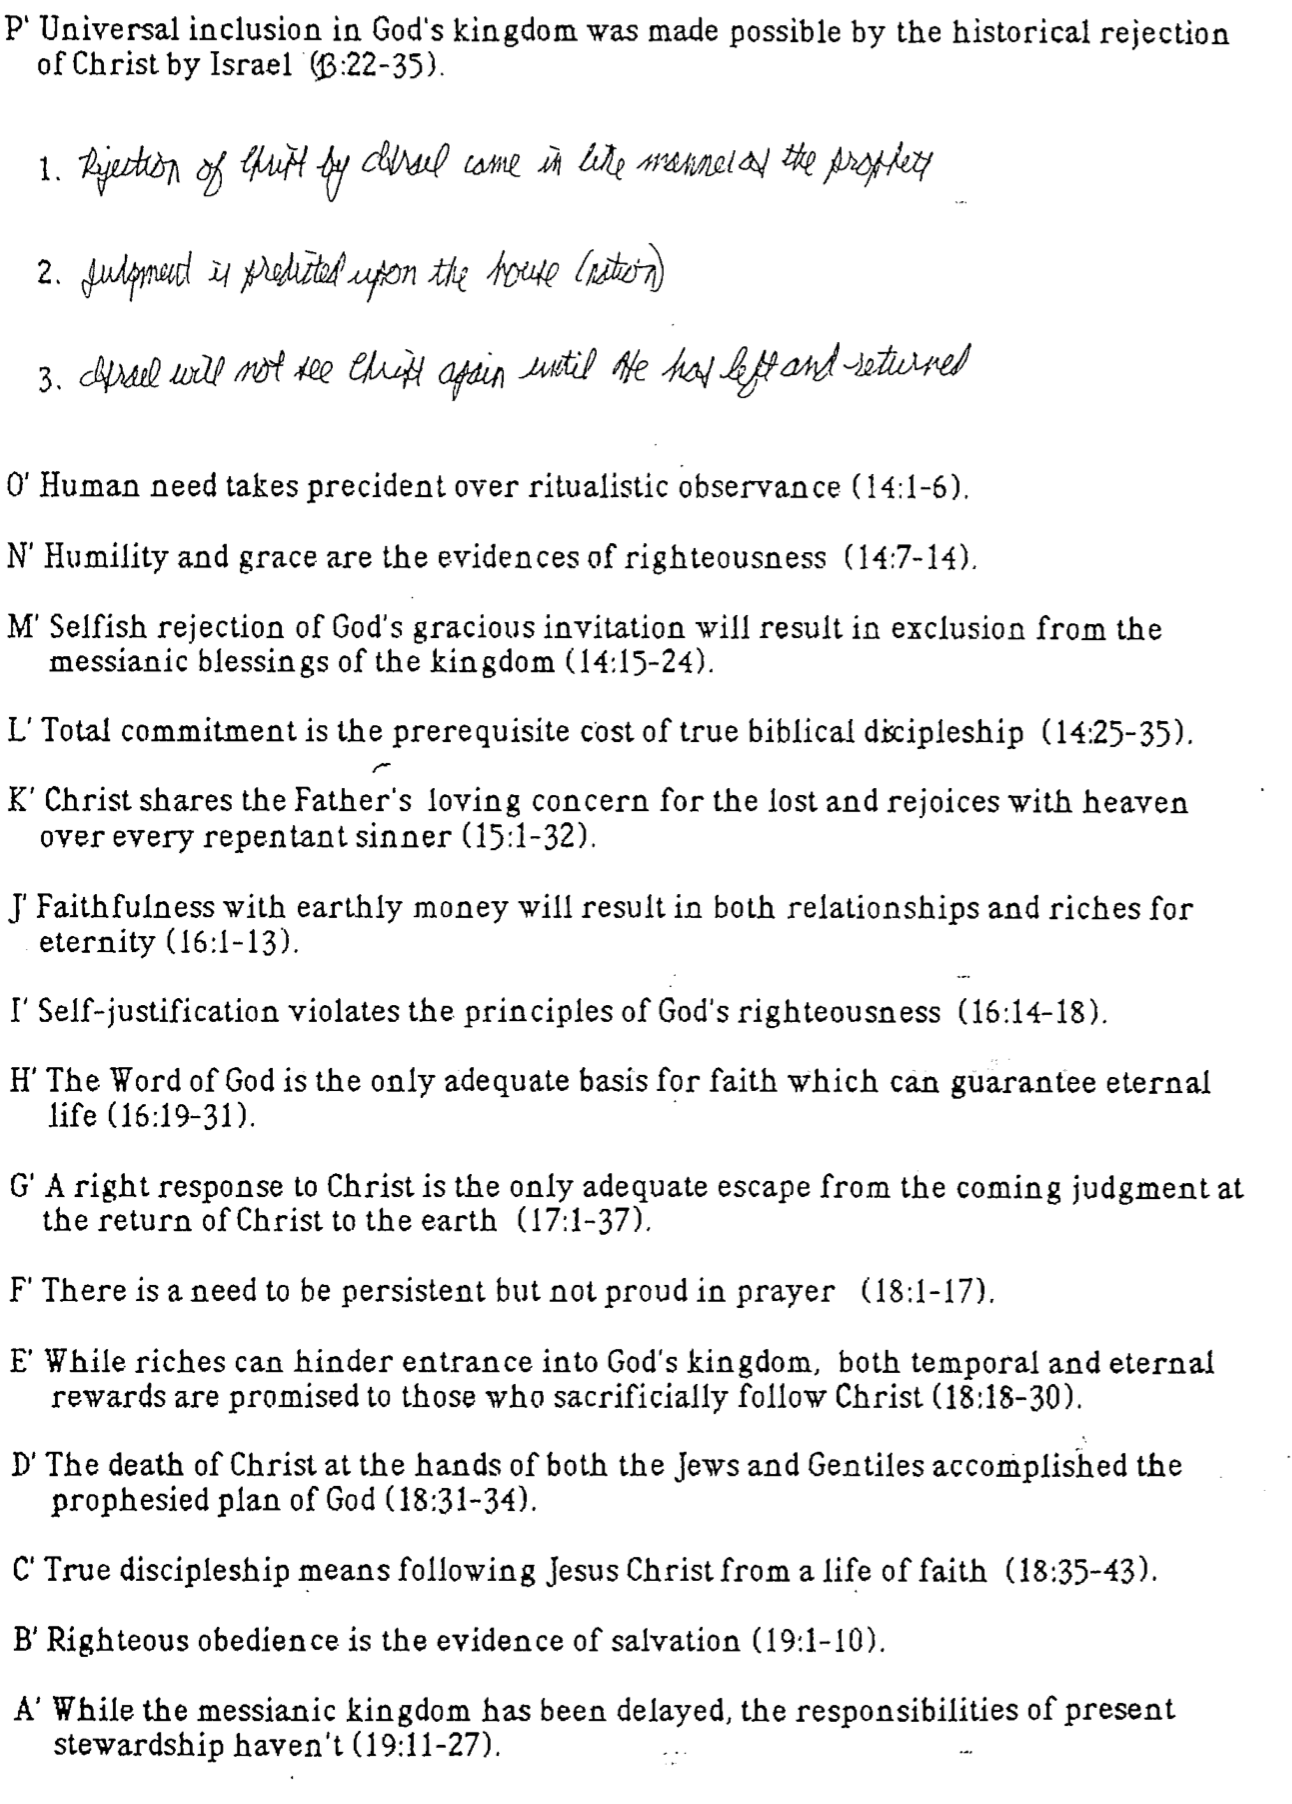 P' Universal inclusion in God's kingdom was made possible by the historical rejection
of Christ by Israel (13:22-35).
1. Rejection of Christ by Israel came in like manner as the prophets
2. Judgment is predicted upon the house (nation)
3. Israel will not see Christ again until He has left and returned
O' Human need takes precident over ritualistic observance (14:1-6).
N' Humility and grace are the evidences of righteousness (14:7-14).
M' Selfish rejection of God's gracious invitation will result in exclusion from the
messianic blessings of the kingdom (14:15-24).
L' Total commitment is the prerequisite cost of true biblical discipleship (14:25-35).
K' Christ shares the Father's loving concern for the lost and rejoices with heaven
over every repentant sinner (15:1-32).
J' Faithfulness with earthly money will result in both relationships and riches for
eternity (16:1-13).
I' Self-justification violates the principles of God's righteousness (16:14-18).
H' The Word of God is the only adequate basis for faith which can guarantee eternal
life (16:19-31).
G' A right response to Christ is the only adequate escape from the coming judgment at
the return of Christ to the earth (17:1-37).
F' There is a need to be persistent but not proud in prayer (18:1-17).
E' While riches can hinder entrance into God's kingdom, both temporal and eternal
rewards are promised to those who sacrificially follow Christ (18:18-30).
D' The death of Christ at the hands of both the Jews and Gentiles accomplished the
prophesied plan of God (18:31-34).
C' True discipleship means following Jesus Christ from a life of faith (18:35-43).
B' Righteous obedience is the evidence of salvation (19:1-10).
A' While the messianic kingdom has been delayed, the responsibilities of present
stewardship haven't (19:11-27).